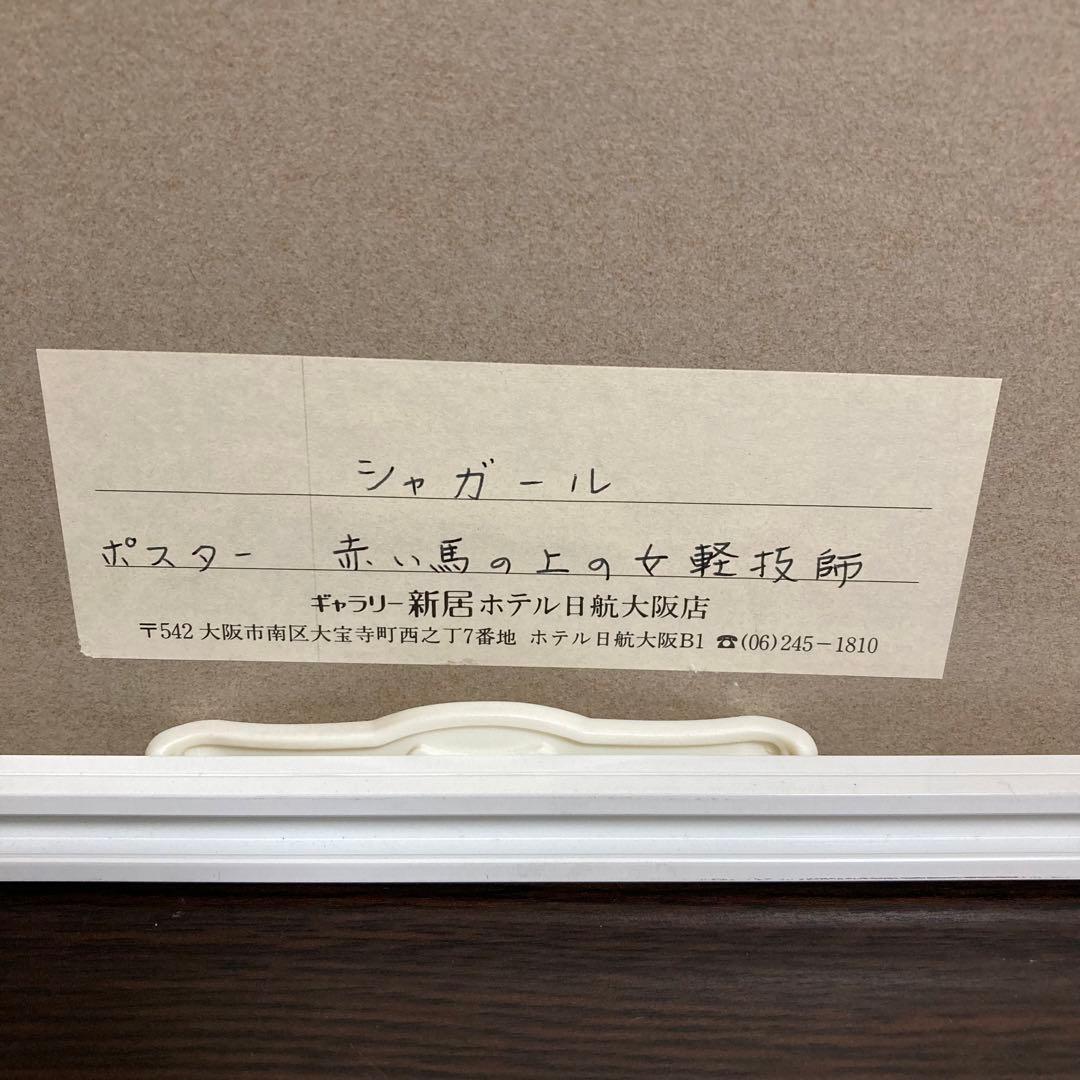 シャガール
ポスター 赤い馬の上の女軽技師
ギャラリー新居ホテル日航大阪店
〒542 大阪市南区大宝寺町西之丁7番地 ホテル日航大阪B1 ☎(06)245-1810